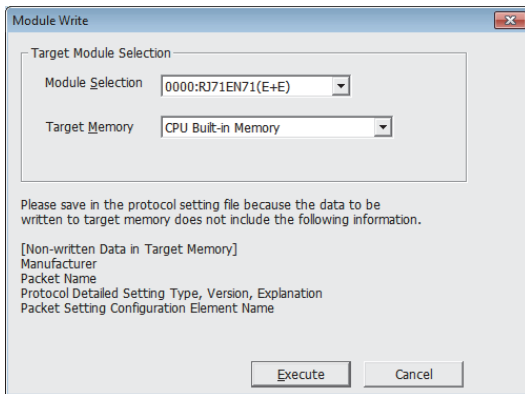 Module Write
Target Module Selection
Module Selection 0000:RJ71EN71(E+E)
Target Memory CPU Built-in Memory
Please save in the protocol setting file because the data to be
written to target memory does not include the following information.
[Non-written Data in Target Memory]
Manufacturer
Packet Name
Protocol Detailed Setting Type, Version, Explanation
Packet Setting Configuration Element Name
Execute Cancel